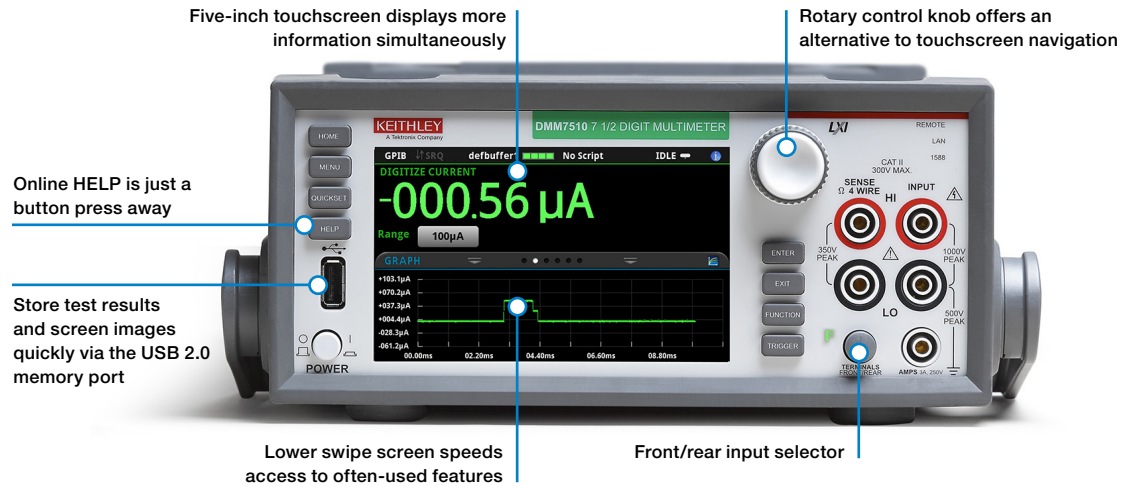 Five-inch touchscreen displays more
information simultaneously
Rotary control knob offers an
alternative to touchscreen navigation
Online HELP is just a
button press away
Store test results
and screen images
quickly via the USB 2.0
memory port
HOME
MENU
QUICKSET
HELP
POWER
KEITHLEY
A Tektronix Company
DMM7510 7 1/2 DIGIT MULTIMETER
GPIB ↓↑SRQ defbuffer1 No Script IDLE
DIGITIZE CURRENT
-000.56 µA
Range 100µA
GRAPH
+103.1µA
+070.2µA
+037.3µA
+004.4µA
-028.3µA
-061.2µA
00.00ms 02.20ms 04.40ms 06.60ms 08.80ms
ENTER
EXIT
FUNCTION
TRIGGER
LXI
REMOTE
LAN
1588
CAT II
300V MAX.
SENSE
Ω 4 WIRE
INPUT
HI
350V
PEAK
1000V
PEAK
LO
500V
PEAK
TERMINALS
FRONT/REAR
AMPS 3A, 250V
Lower swipe screen speeds
access to often-used features
Front/rear input selector